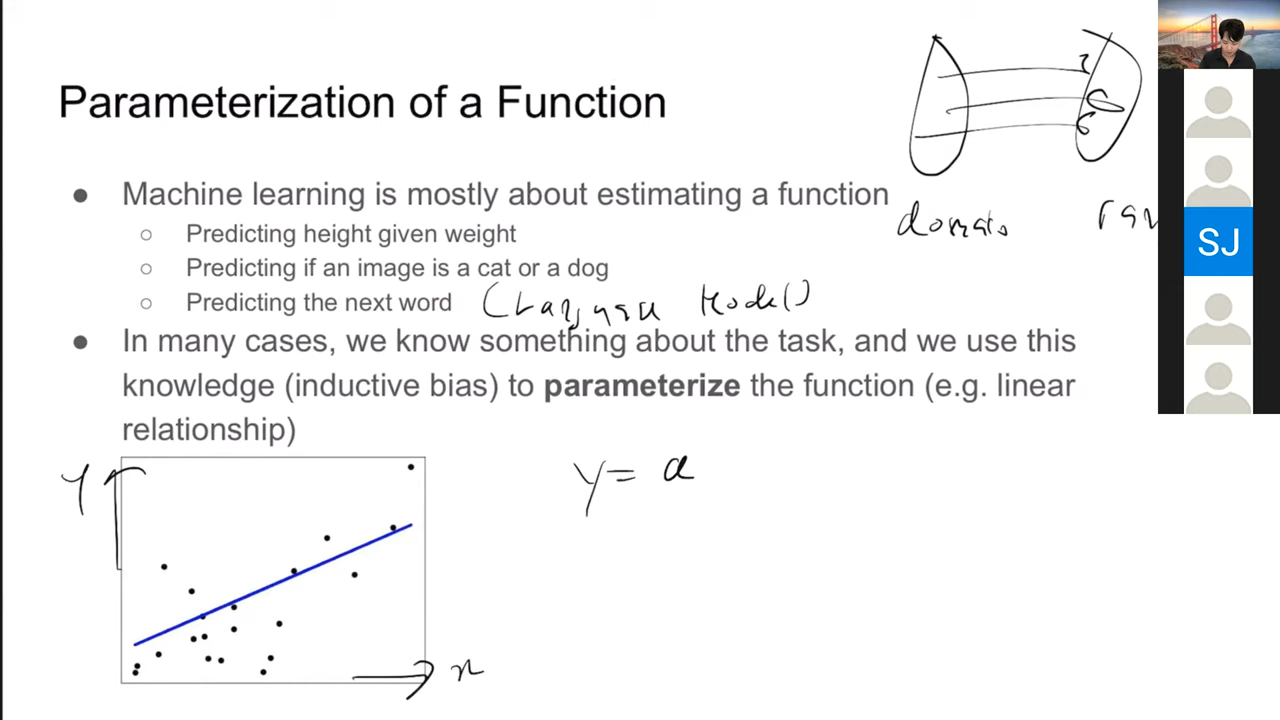 Parameterization of a Function
● Machine learning is mostly about estimating a function
○ Predicting height given weight
○ Predicting if an image is a cat or a dog
○ Predicting the next word (Language Model)
● In many cases, we know something about the task, and we use this
knowledge (inductive bias) to parameterize the function (e.g. linear
relationship)
domain
ran
SJ
y
y = a
x